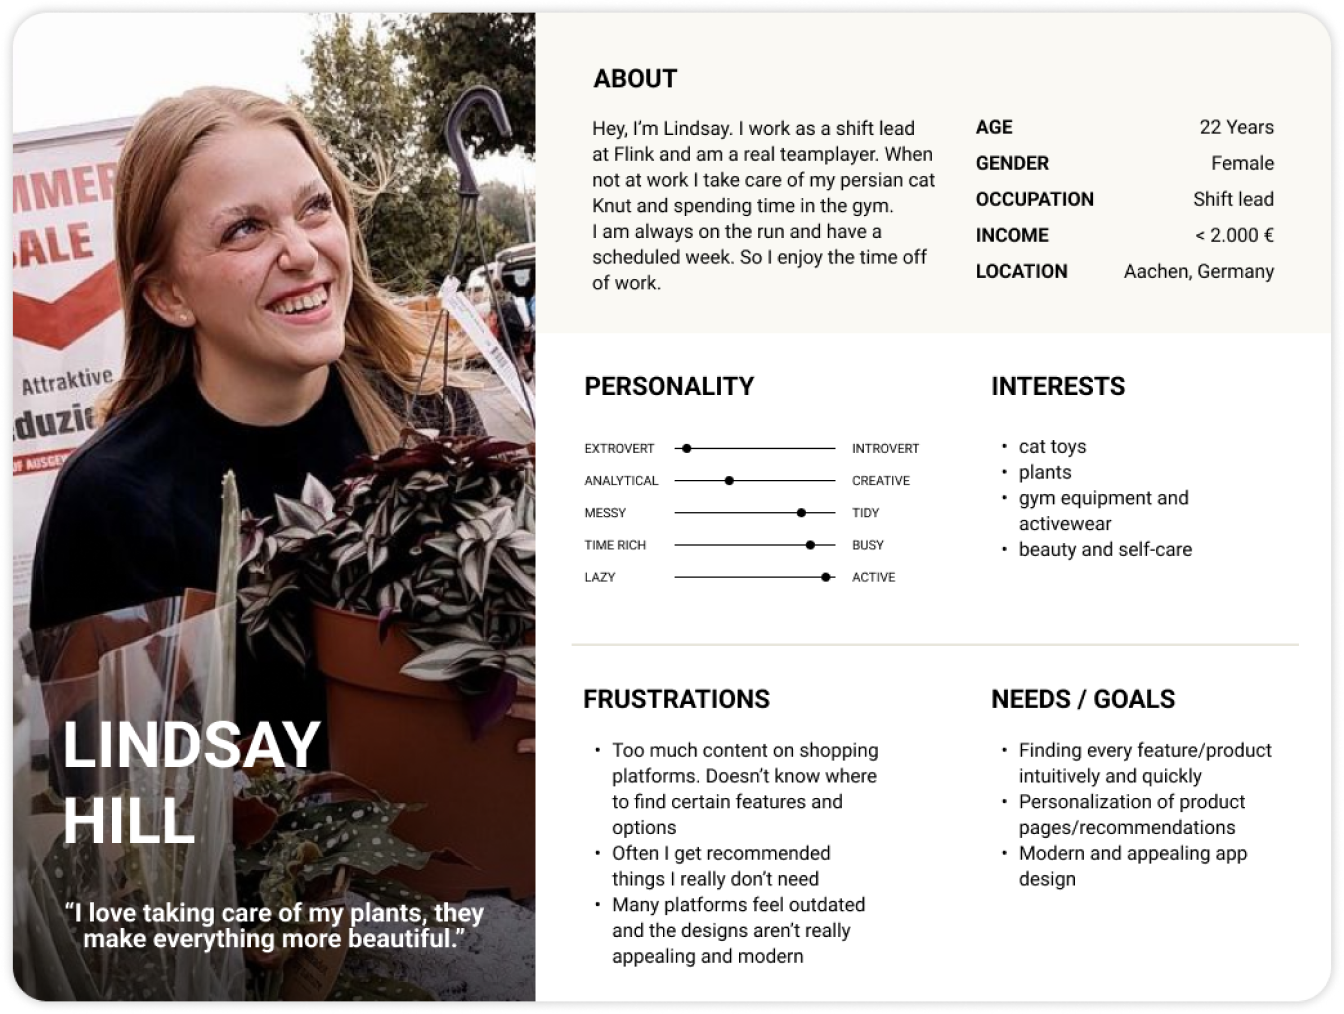 MMER
SALE
Attraktive
duzie
F AUSGEW
LINDSAY
HILL
“I love taking care of my plants, they
make everything more beautiful.”
ABOUT
Hey, I’m Lindsay. I work as a shift lead
at Flink and am a real teamplayer. When
not at work I take care of my persian cat
Knut and spending time in the gym.
I am always on the run and have a
scheduled week. So I enjoy the time off
of work.
AGE 22 Years
GENDER Female
OCCUPATION Shift lead
INCOME < 2.000 €
LOCATION Aachen, Germany
PERSONALITY
EXTROVERT INTROVERT
ANALYTICAL CREATIVE
MESSY TIDY
TIME RICH BUSY
LAZY ACTIVE
INTERESTS
• cat toys
• plants
• gym equipment and
activewear
• beauty and self-care
FRUSTRATIONS
• Too much content on shopping
platforms. Doesn’t know where
to find certain features and
options
• Often I get recommended
things I really don’t need
• Many platforms feel outdated
and the designs aren’t really
appealing and modern
NEEDS / GOALS
• Finding every feature/product
intuitively and quickly
• Personalization of product
pages/recommendations
• Modern and appealing app
design